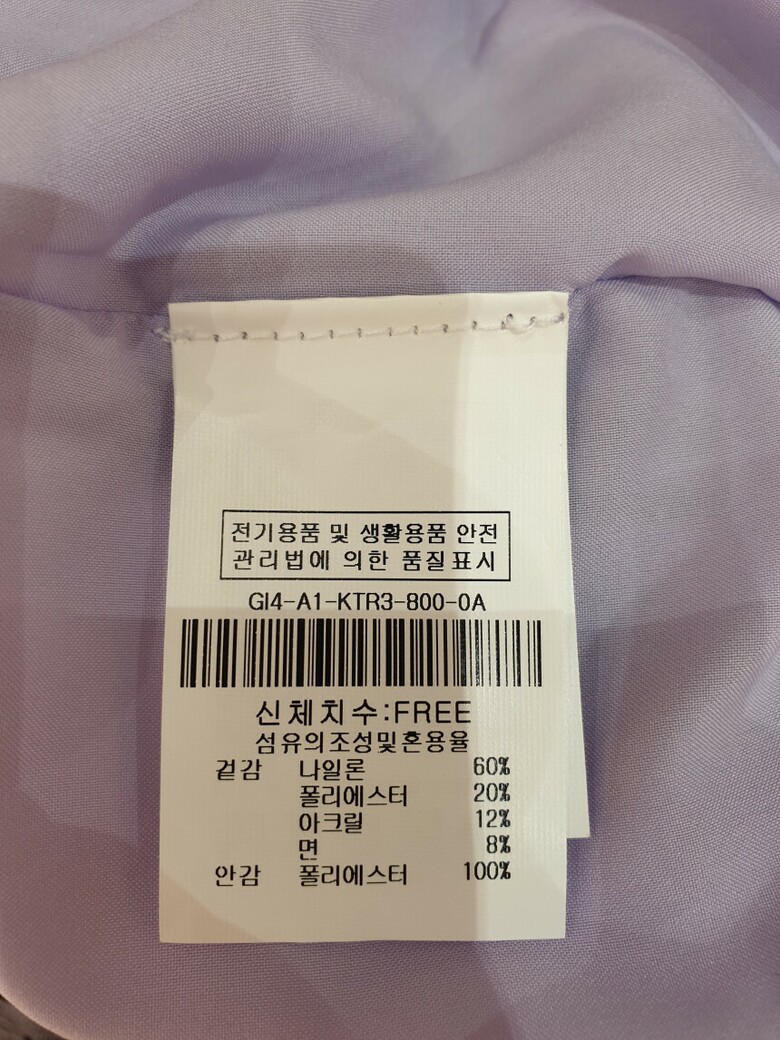 전기용품 및 생활용품 안전
관리법에 의한 품질표시
GI4-A1-KTR3-800-0A
신체치수:FREE
섬유의조성및혼용율
겉감 나일론 60%
폴리에스터 20%
아크릴 12%
면 8%
안감 폴리에스터 100%